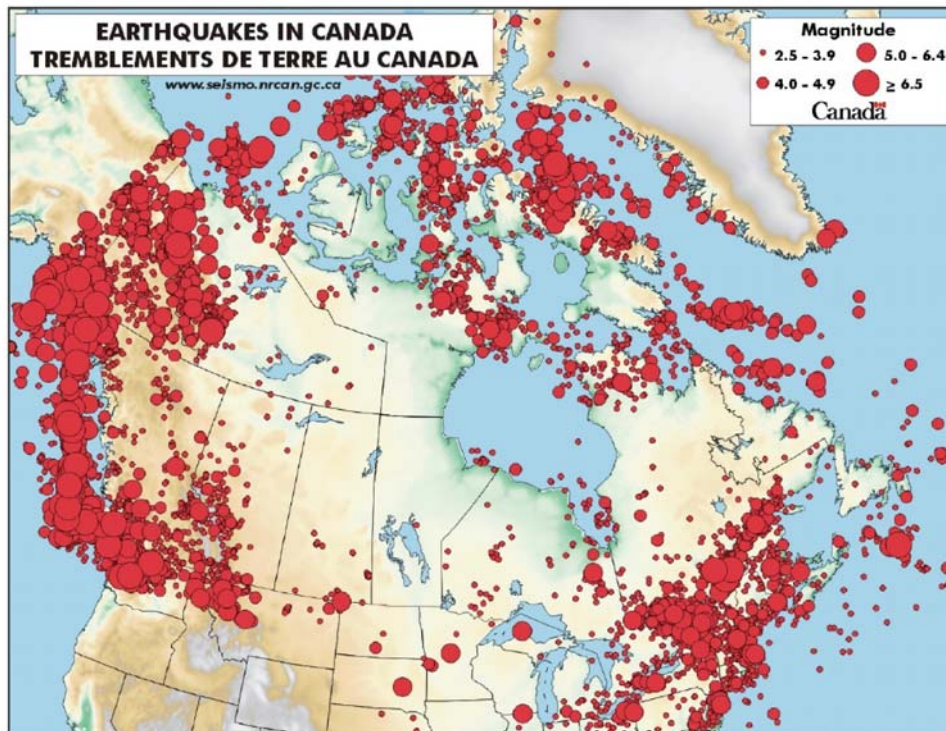 EARTHQUAKES IN CANADA
TREMBLEMENTS DE TERRE AU CANADA
www.seismo.nrcan.gc.ca
Magnitude
2.5 - 3.9
5.0 - 6.4
4.0 - 4.9
≥ 6.5
Canada